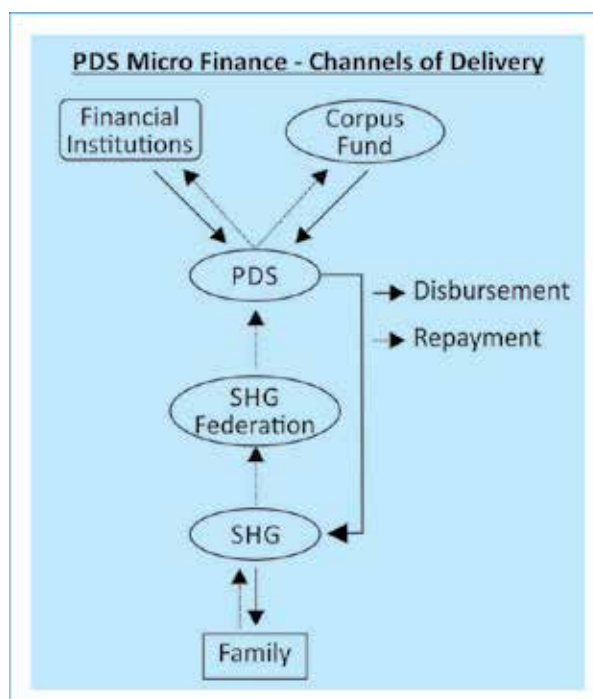 PDS Micro Finance - Channels of Delivery
Financial
Institutions
Corpus
Fund
PDS
Disbursement
Repayment
SHG
Federation
SHG
Family